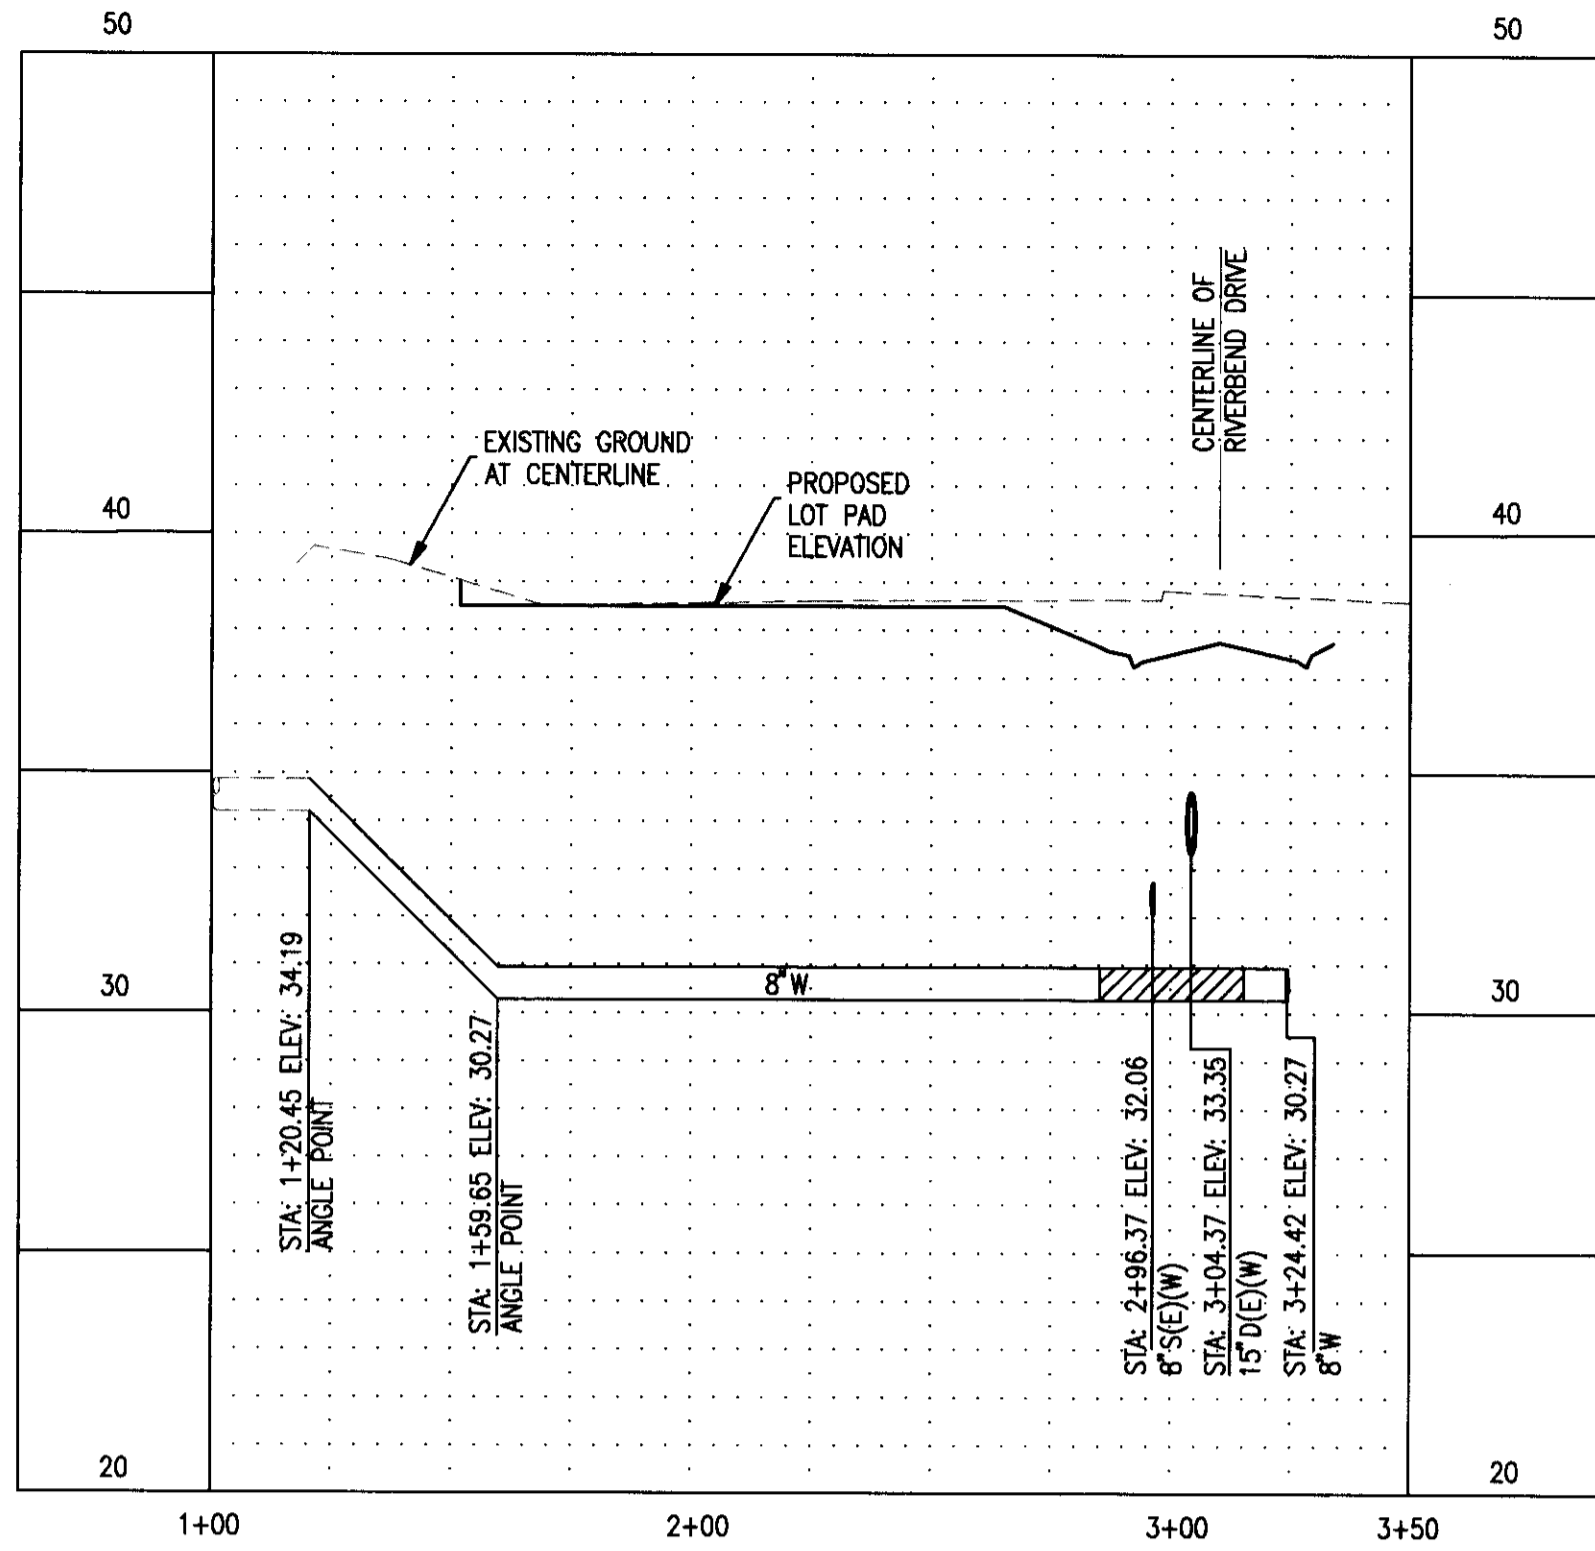 50
50
CENTERLINE OF
RIVERBEND DRIVE
EXISTING GROUND
AT CENTERLINE
PROPOSED
LOT PAD
ELEVATION
40
40
30
30
8"W
STA: 1+20.45 ELEV: 34.19
ANGLE POINT
STA: 1+59.65 ELEV: 30.27
ANGLE POINT
STA: 2+96.37 ELEV: 32.06
8"S(E)(W)
STA: 3+04.37 ELEV: 33.35
15"D(E)(W)
STA: 3+24.42 ELEV: 30.27
8"W
20
20
1+00
2+00
3+00
3+50